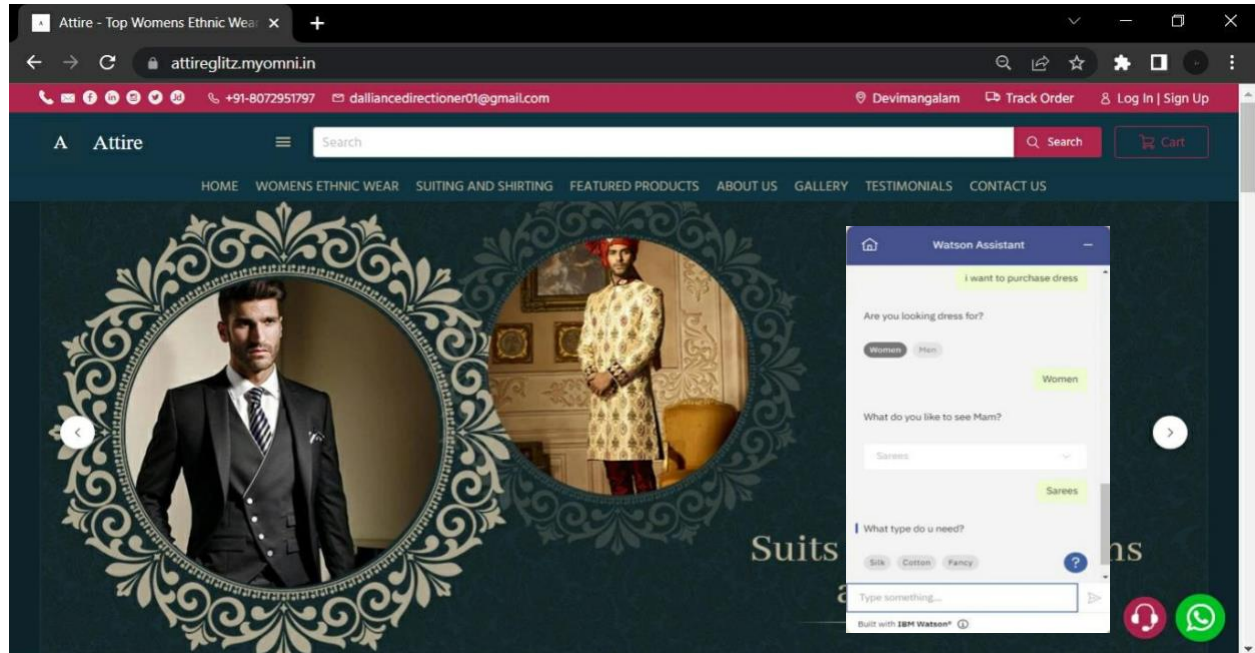 Attire - Top Womens Ethnic Wea
attireglitz.myomni.in
+91-8072951797 dalliancedirectioner01@gmail.com Devimangalam Track Order Log In | Sign Up
A Attire Search Search Cart
HOME WOMENS ETHNIC WEAR SUITING AND SHIRTING FEATURED PRODUCTS ABOUT US GALLERY TESTIMONIALS CONTACT US
Watson Assistant
i want to purchase dress
Are you looking dress for?
Women Men
Women
What do you like to see Mam?
Sarees
Sarees
What type do u need?
Silk Cotton Fancy
Suits
Type something...
Built with IBM Watson®